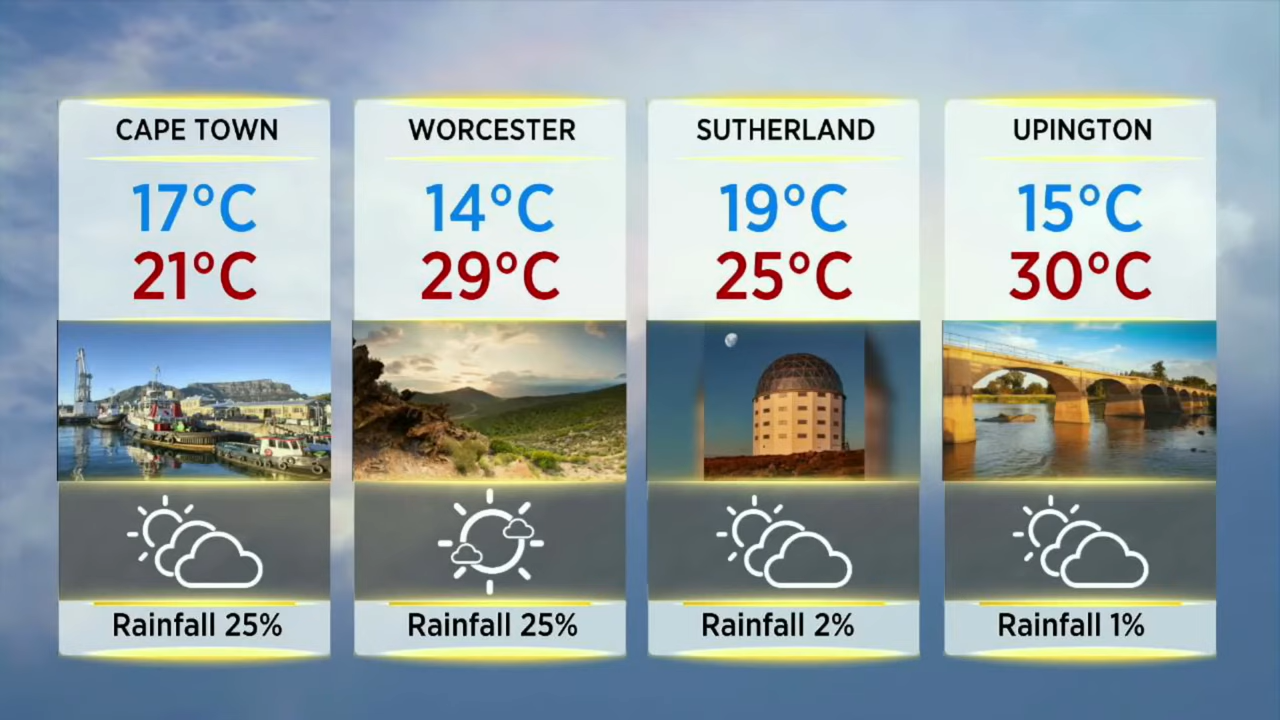 CAPE TOWN
17°C
21°C
Rainfall 25%
WORCESTER
14°C
29°C
Rainfall 25%
SUTHERLAND
19°C
25°C
Rainfall 2%
UPINGTON
15°C
30°C
Rainfall 1%